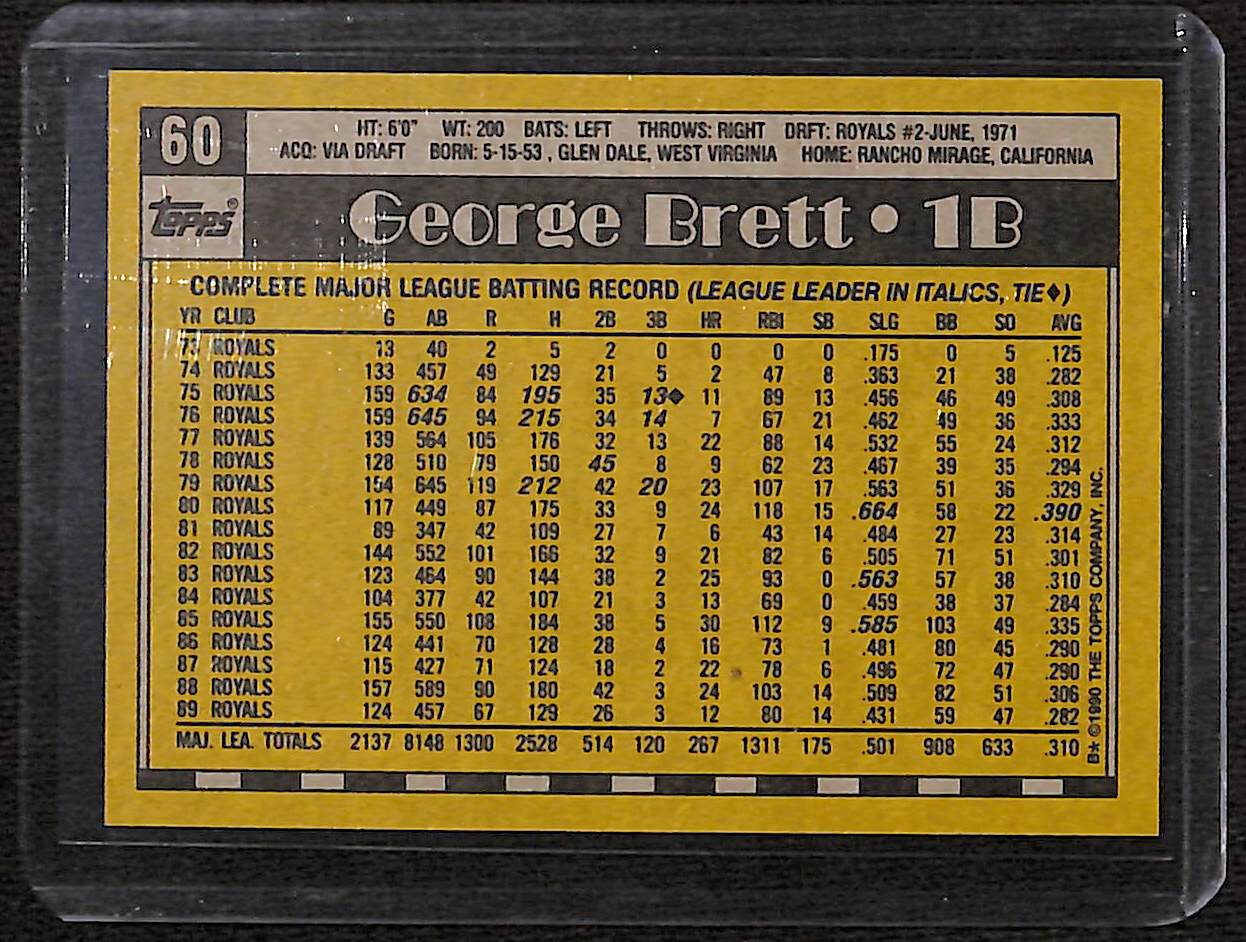 60
HT: 6'0" WT: 200 BATS: LEFT THROWS: RIGHT DRFT: ROYALS #2-JUNE, 1971
ACQ: VIA DRAFT BORN: 5-15-53 , GLEN DALE, WEST VIRGINIA HOME: RANCHO MIRAGE, CALIFORNIA
TOPPS®
George Brett • 1B
COMPLETE MAJOR LEAGUE BATTING RECORD (LEAGUE LEADER IN ITALICS, TIE♦)
YR CLUB G AB R H 2B 3B HR RBI SB SLG BB SO AVG
73 ROYALS 13 40 2 5 2 0 0 0 0 .175 0 5 .125
74 ROYALS 133 457 49 129 21 5 2 47 8 .363 21 38 .282
75 ROYALS 159 634 84 195 35 13♦ 11 89 13 .456 46 49 .308
76 ROYALS 159 645 94 215 34 14 7 67 21 .462 49 36 .333
77 ROYALS 139 564 105 176 32 13 22 88 14 .532 55 24 .312
78 ROYALS 128 510 79 150 45 8 9 62 23 .467 39 35 .294
79 ROYALS 154 645 119 212 42 20 23 107 17 .563 51 36 .329
80 ROYALS 117 449 87 175 33 9 24 118 15 .664 58 22 .390
81 ROYALS 89 347 42 109 27 7 6 43 14 .484 27 23 .314
82 ROYALS 144 552 101 166 32 9 21 82 6 .505 71 51 .301
83 ROYALS 123 464 90 144 38 2 25 93 0 .563 57 38 .310
84 ROYALS 104 377 42 107 21 3 13 69 0 .459 38 37 .284
85 ROYALS 155 550 108 184 38 5 30 112 9 .585 103 49 .335
86 ROYALS 124 441 70 128 28 4 16 73 1 .481 80 45 .290
87 ROYALS 115 427 71 124 18 2 22 78 6 .496 72 47 .290
88 ROYALS 157 589 90 180 42 3 24 103 14 .509 82 51 .306
89 ROYALS 124 457 67 129 26 3 12 80 14 .431 59 47 .282
MAJ. LEA. TOTALS 2137 8148 1300 2528 514 120 267 1311 175 .501 908 633 .310
B* ©1990 THE TOPPS COMPANY, INC.